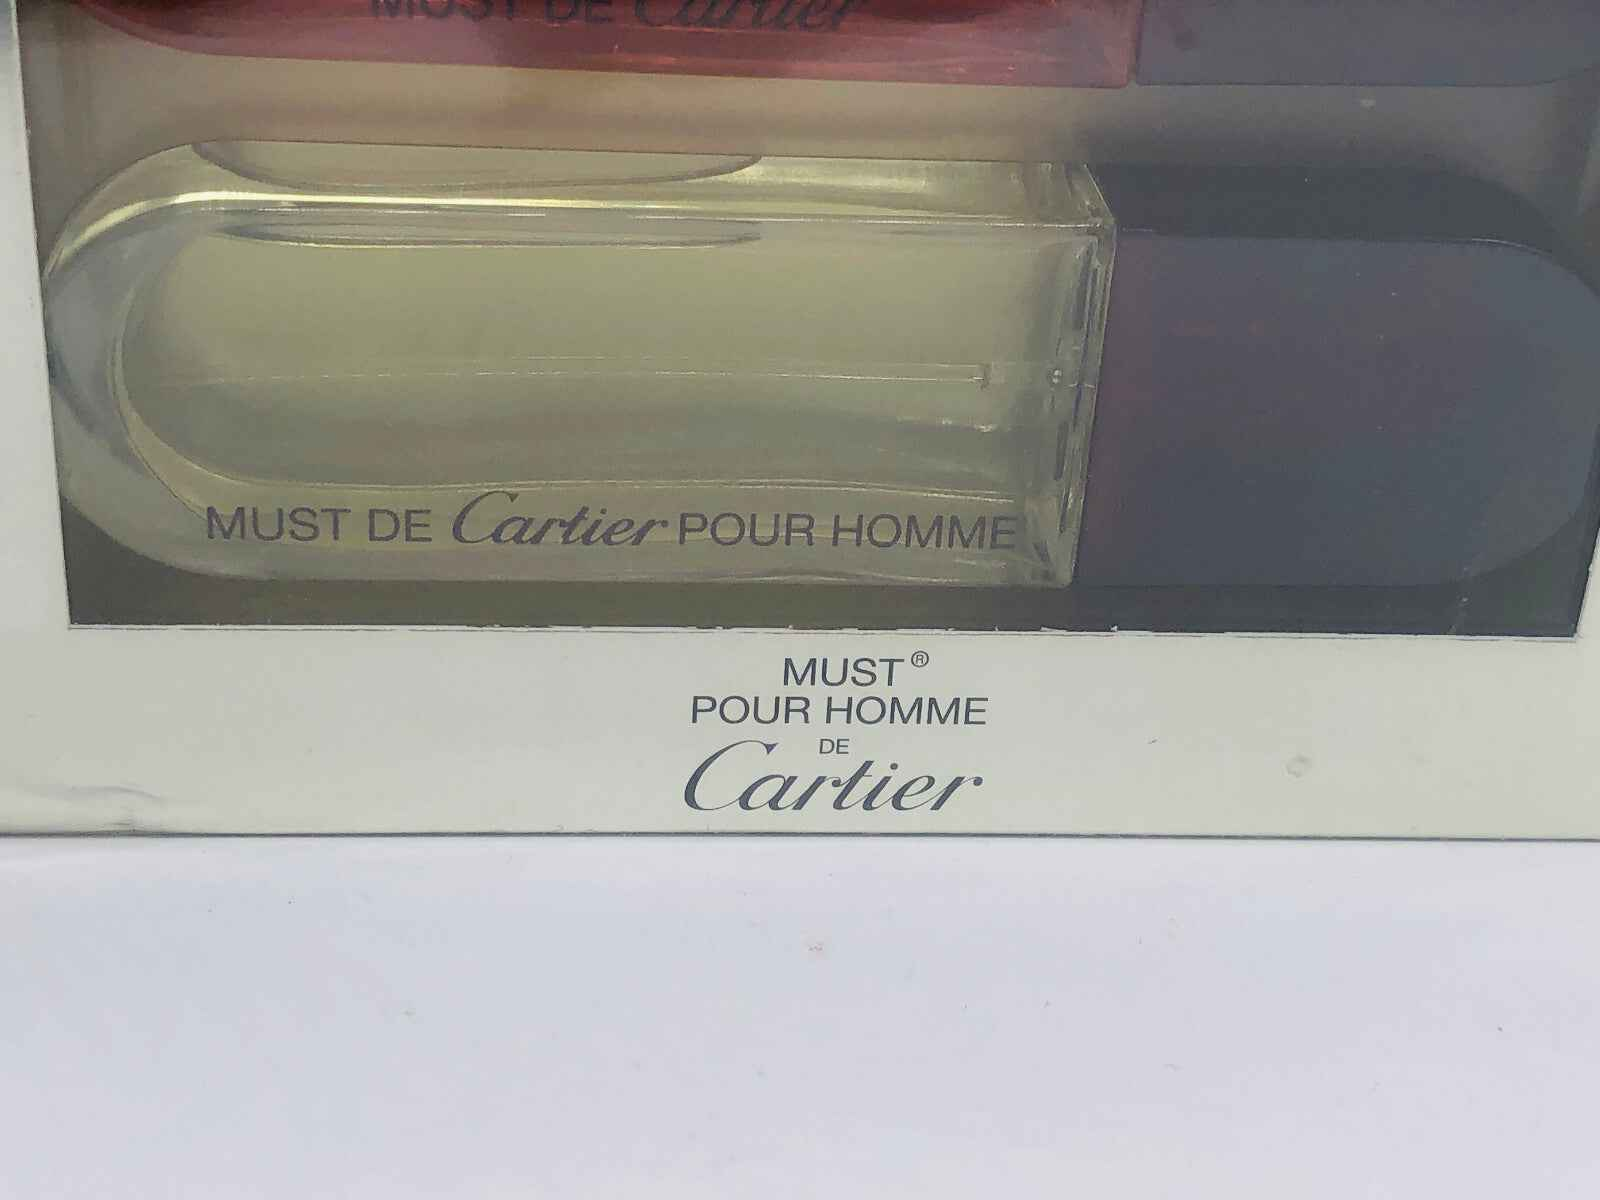 MUST DE Cartier
MUST DE Cartier POUR HOMME
MUST®
POUR HOMME
DE
Cartier